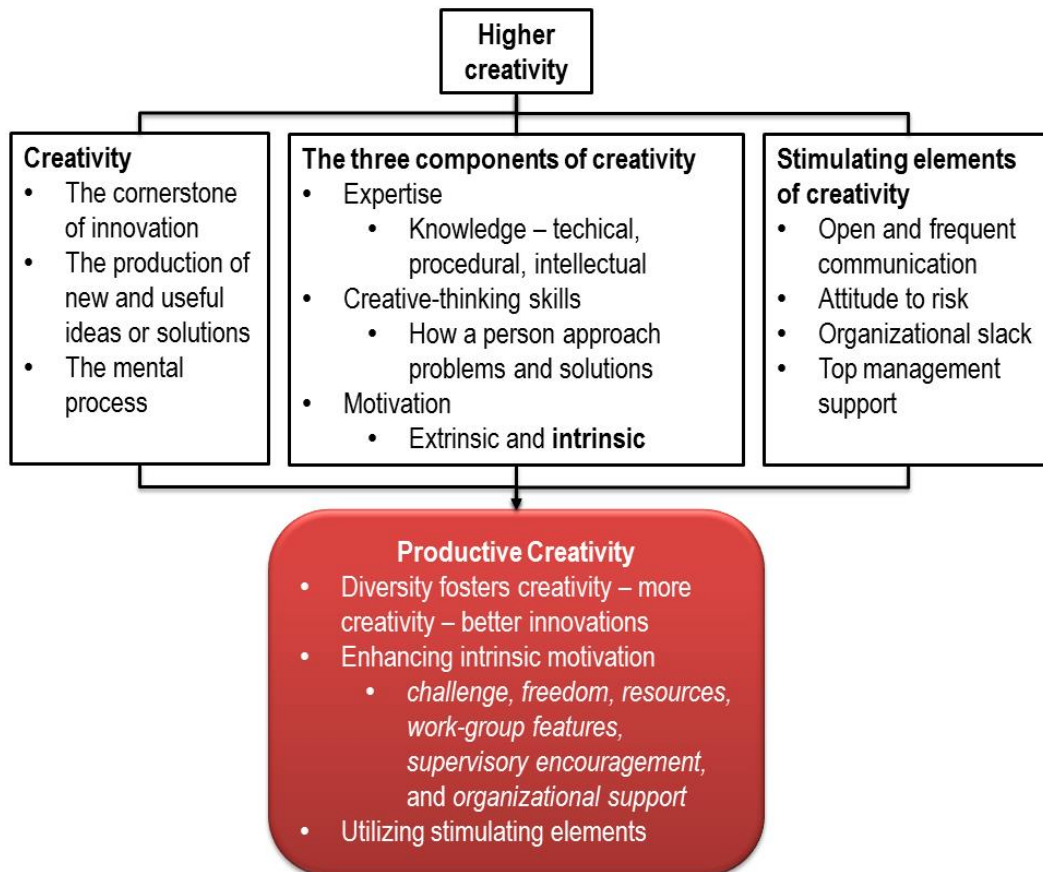 Higher
creativity
Creativity
• The cornerstone
of innovation
• The production of
new and useful
ideas or solutions
• The mental
process
The three components of creativity
• Expertise
• Knowledge – techical,
procedural, intellectual
• Creative-thinking skills
• How a person approach
problems and solutions
• Motivation
• Extrinsic and intrinsic
Stimulating elements
of creativity
• Open and frequent
communication
• Attitude to risk
• Organizational slack
• Top management
support
Productive Creativity
• Diversity fosters creativity – more
creativity – better innovations
• Enhancing intrinsic motivation
• challenge, freedom, resources,
work-group features,
supervisory encouragement,
and organizational support
• Utilizing stimulating elements